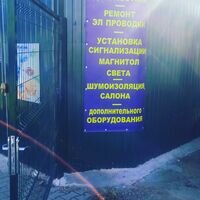 РЕМОНТ
ЭЛ ПРОВОДКИ
УСТАНОВКА
СИГНАЛИЗАЦИИ
МАГНИТОЛ
СВЕТА
ШУМОИЗОЛЯЦИЯ
САЛОНА
ДОПОЛНИТЕЛЬНОГО
ОБОРУДОВАНИЯ